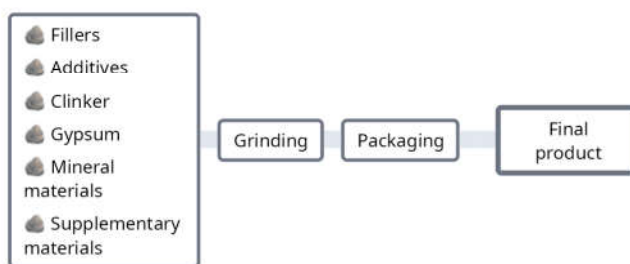 Fillers
Additives
Clinker
Gypsum
Mineral
materials
Supplementary
materials
Grinding
Packaging
Final
product